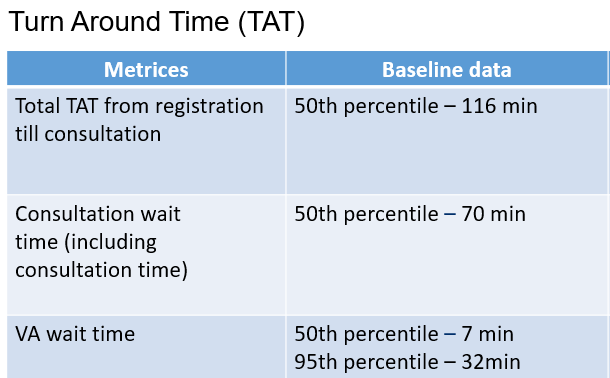 Turn Around Time (TAT)
Metrices
Baseline data
Total TAT from registration
till consultation
50th percentile – 116 min
Consultation wait
time (including
consultation time)
50th percentile – 70 min
VA wait time
50th percentile – 7 min
95th percentile – 32min